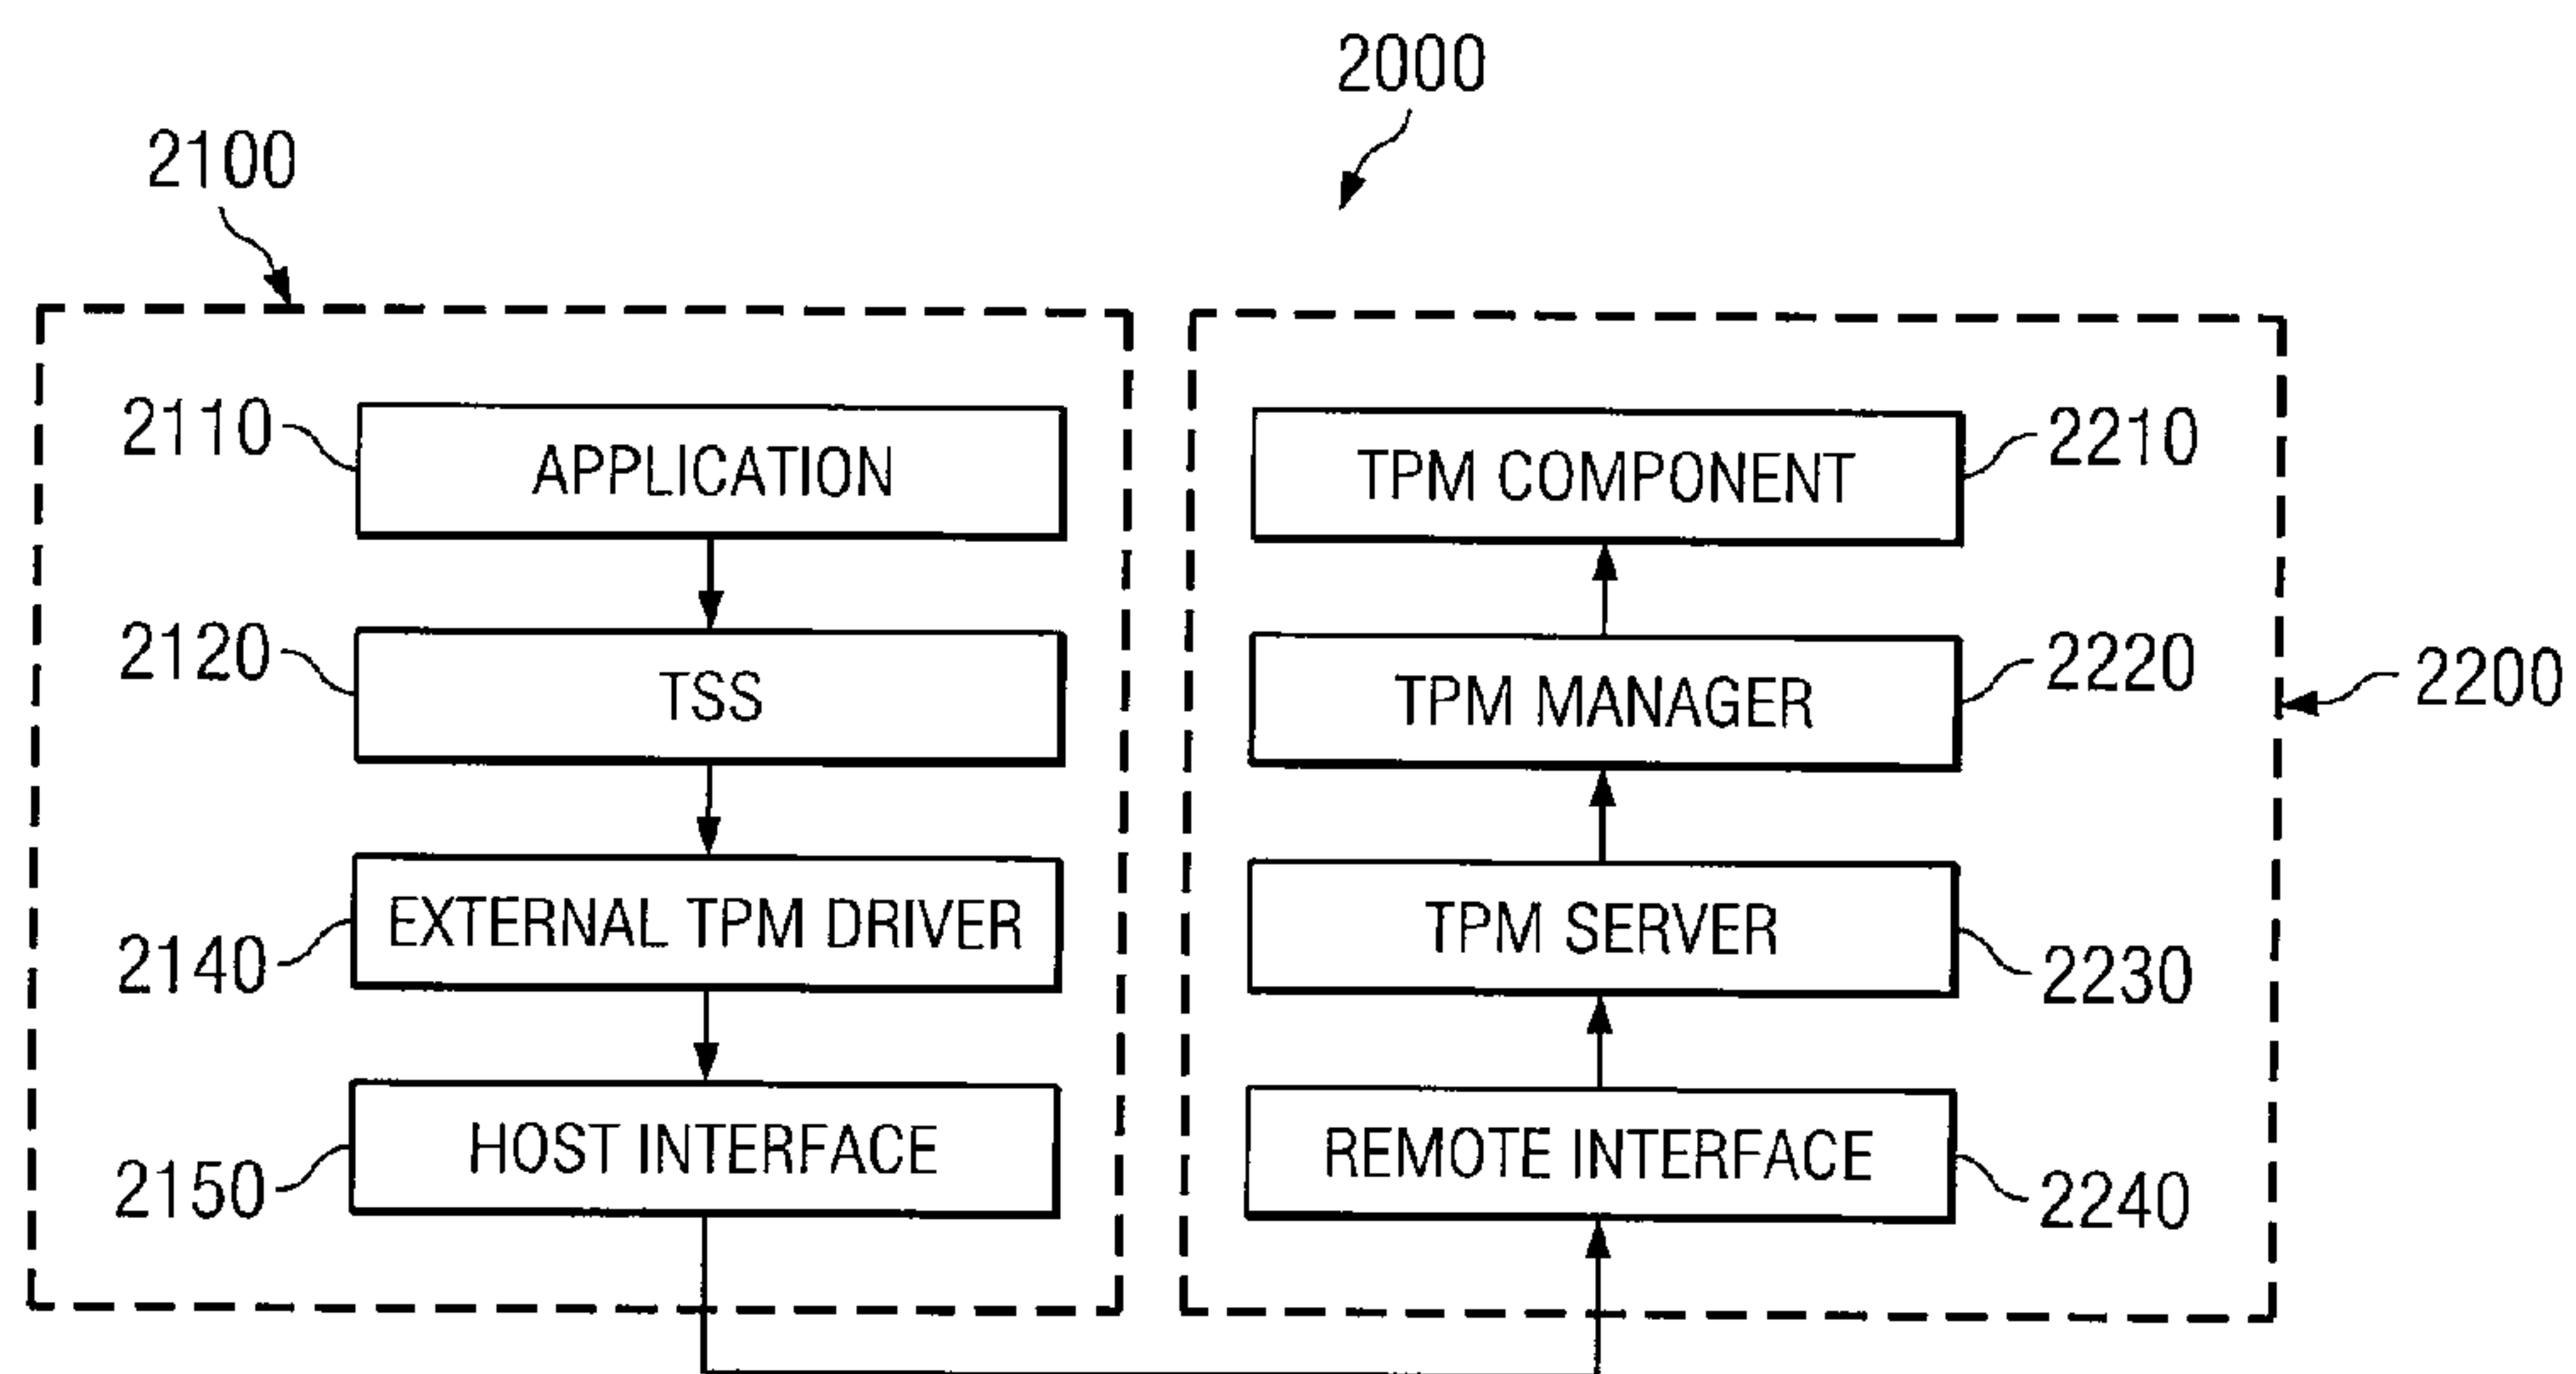 2000
2100
2110
APPLICATION
TPM COMPONENT
2210
2120
TSS
TPM MANAGER
2220
2200
2140
EXTERNAL TPM DRIVER
TPM SERVER
2230
2150
HOST INTERFACE
REMOTE INTERFACE
2240